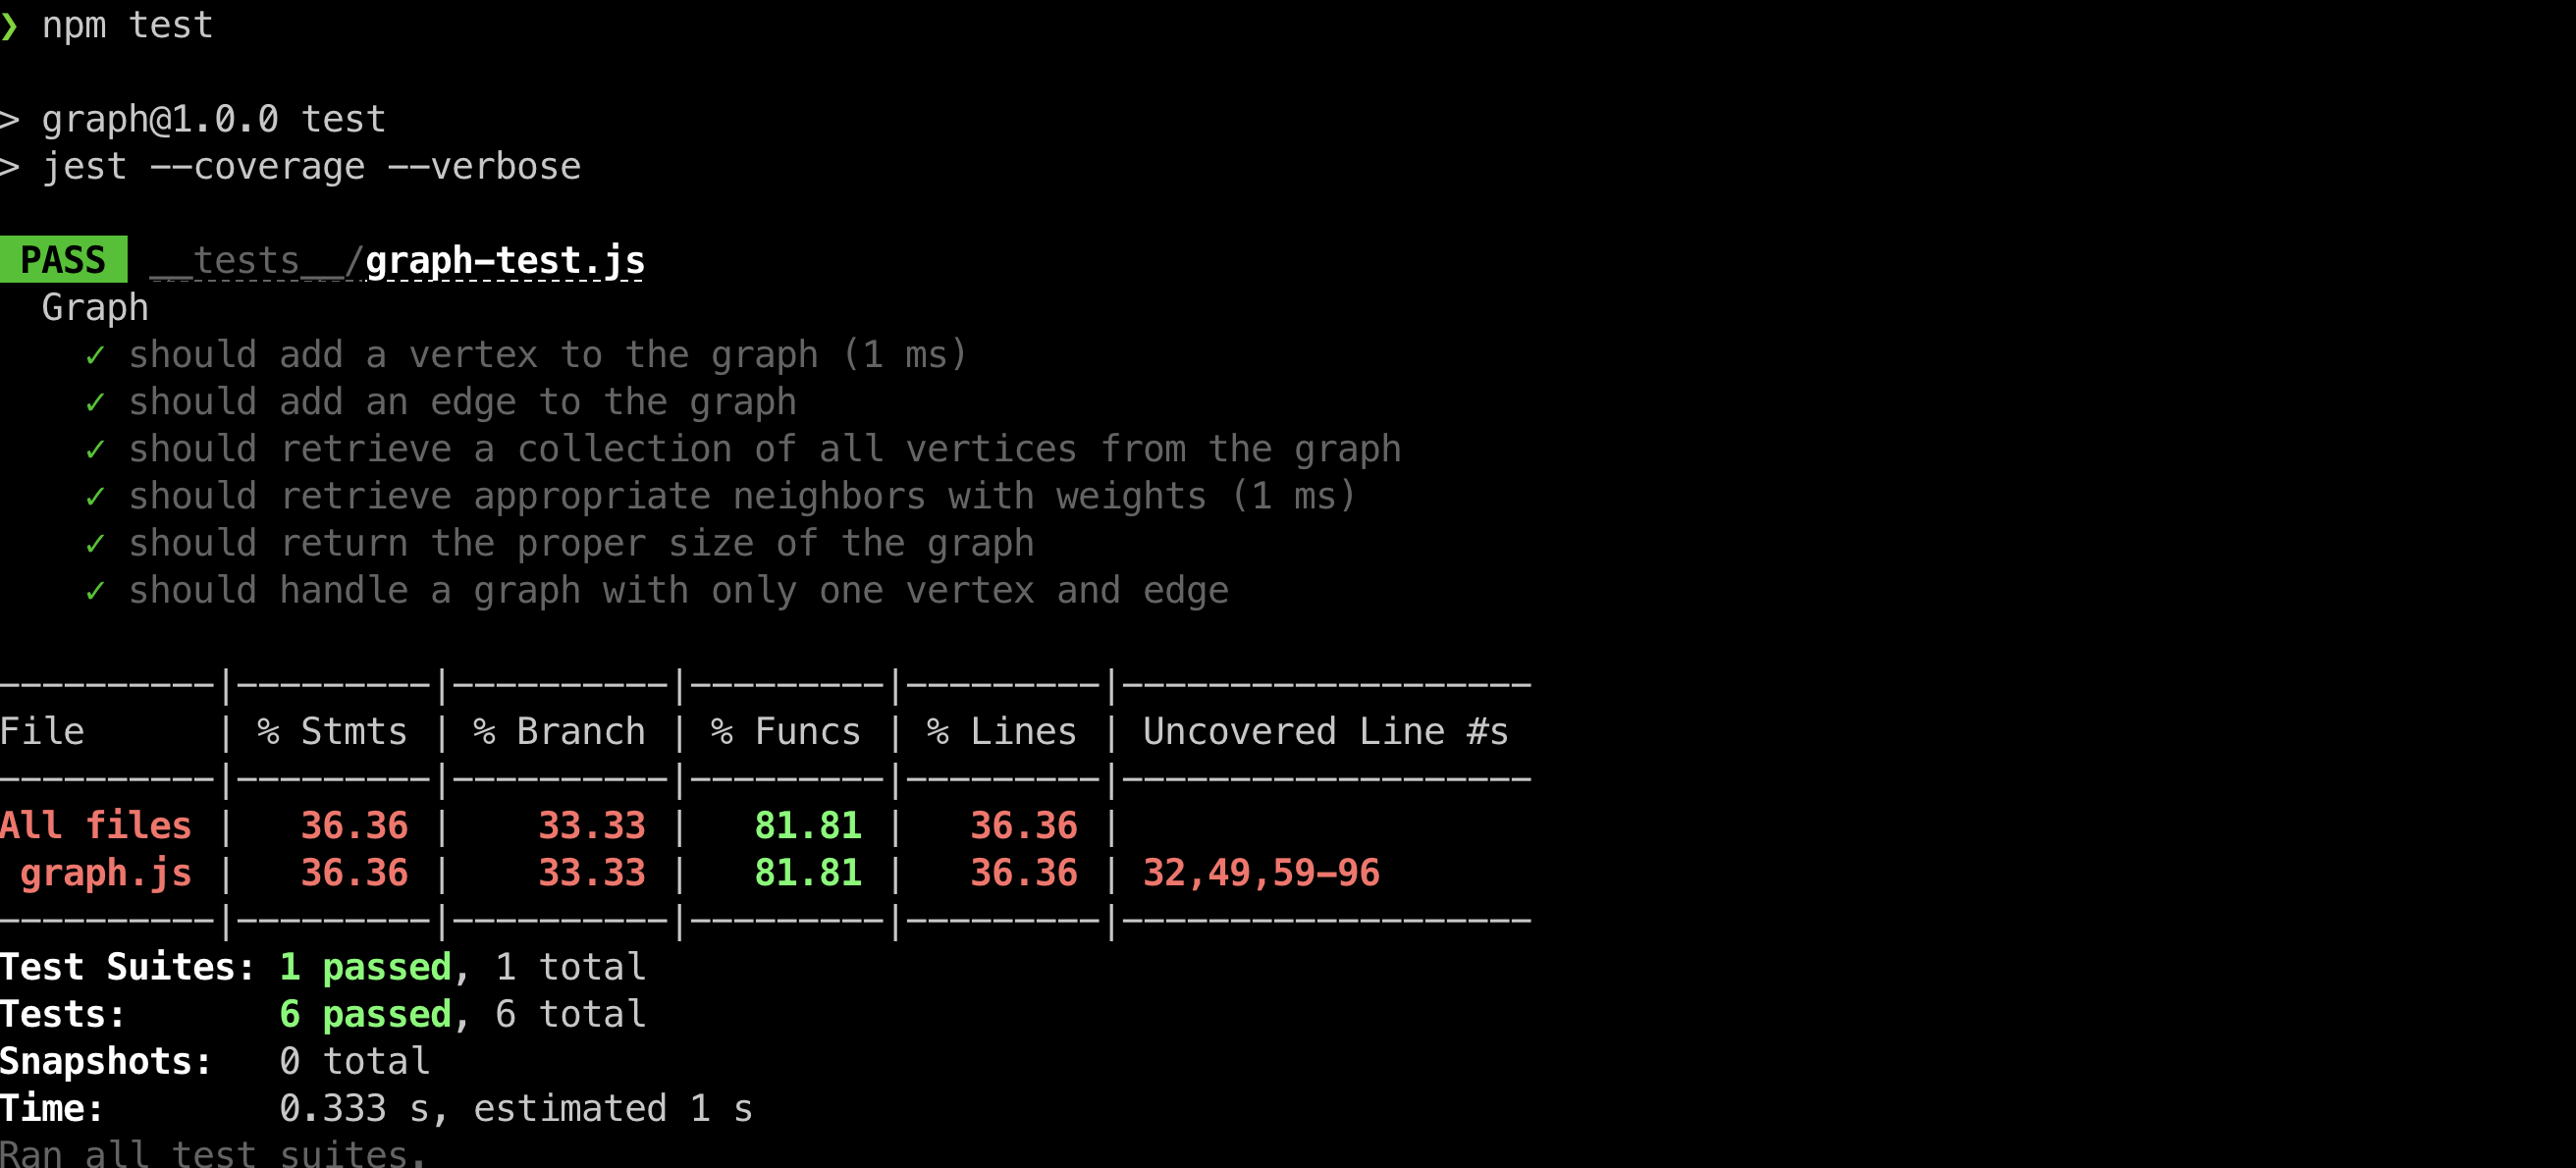 ❯ npm test
> graph@1.0.0 test
> jest --coverage --verbose
PASS __tests__/graph-test.js
Graph
✓ should add a vertex to the graph (1 ms)
✓ should add an edge to the graph
✓ should retrieve a collection of all vertices from the graph
✓ should retrieve appropriate neighbors with weights (1 ms)
✓ should return the proper size of the graph
✓ should handle a graph with only one vertex and edge
----------|---------|----------|---------|---------|-------------------
File      | % Stmts | % Branch | % Funcs | % Lines | Uncovered Line #s
----------|---------|----------|---------|---------|-------------------
All files |   36.36 |    33.33 |   81.81 |   36.36 |
 graph.js |   36.36 |    33.33 |   81.81 |   36.36 | 32,49,59-96
----------|---------|----------|---------|---------|-------------------
Test Suites: 1 passed, 1 total
Tests:       6 passed, 6 total
Snapshots:   0 total
Time:        0.333 s, estimated 1 s
Ran all test suites.